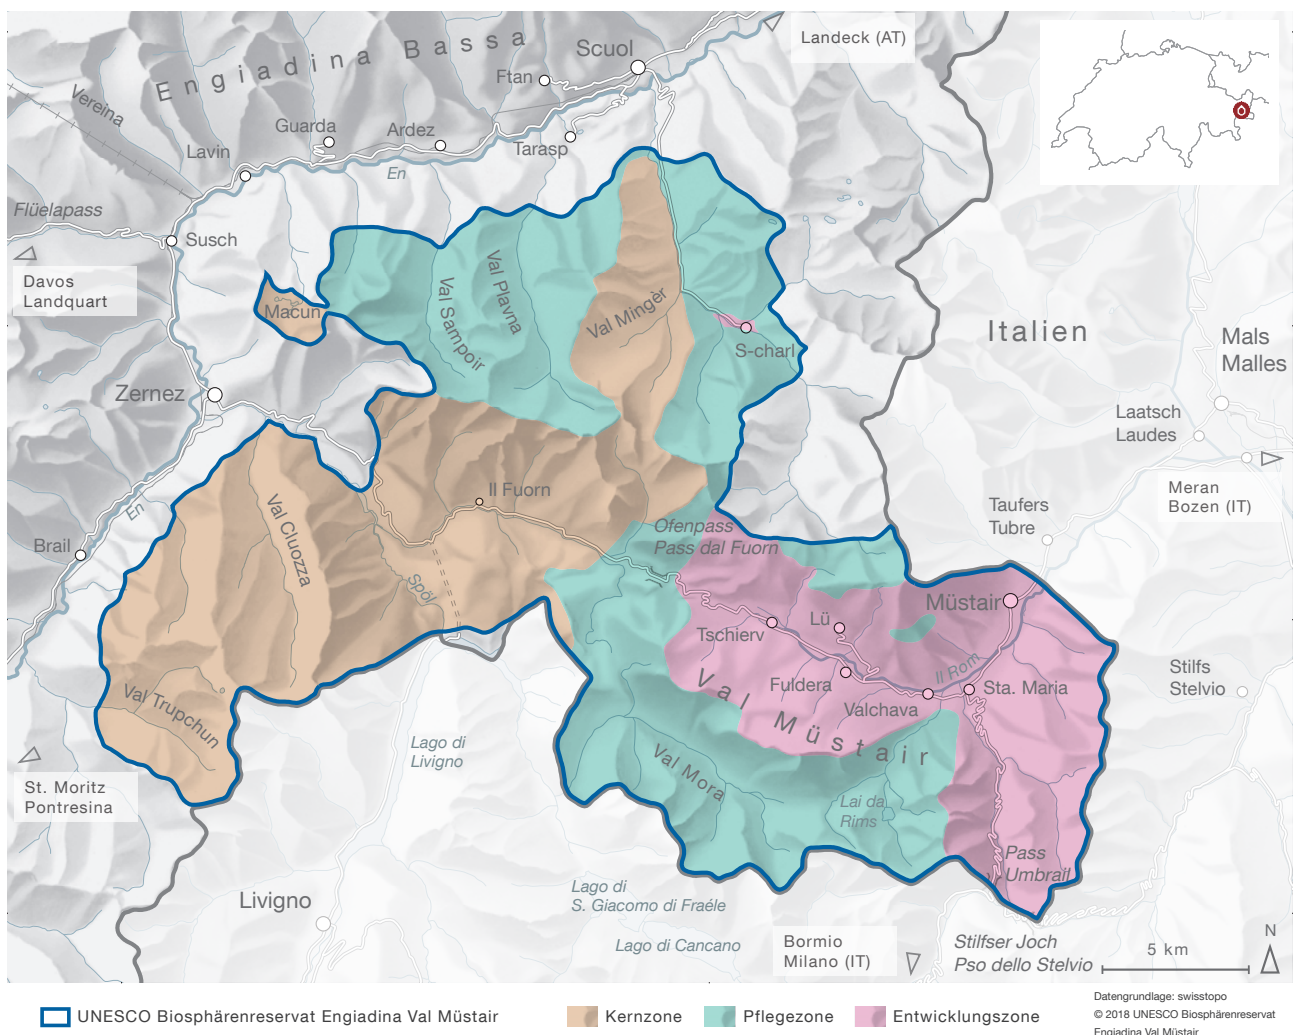 Engiadina Bassa
Scuol
Landeck (AT)
Ftan
Vereina
Guarda
Ardez
Tarasp
Lavin
En
Flüelapass
Susch
Davos
Landquart
Macun
Val Sampoir
Val Plavna
Val Mingèr
S-charl
Italien
Mals
Malles
Zernez
Laatsch
Laudes
Meran
Bozen (IT)
Il Fuorn
Val Cluozza
En
Brail
Spöl
Ofenpass
Pass dal Fuorn
Taufers
Tubre
Müstair
Lü
Tschierv
Il Rom
Fuldera
Sta. Maria
Valchava
Stilfs
Stelvio
Val Müstair
Val Trupchun
Val Mora
Lai da
Rims
Lago di
Livigno
St. Moritz
Pontresina
Pass
Umbrail
Livigno
Lago di
S. Giacomo di Fraéle
Lago di Cancano
Bormio
Milano (IT)
Stilfser Joch
Pso dello Stelvio
5 km
N
UNESCO Biosphärenreservat Engiadina Val Müstair
Kernzone
Pflegezone
Entwicklungszone
Datengrundlage: swisstopo
© 2018 UNESCO Biosphärenreservat
Engiadina Val Müstair